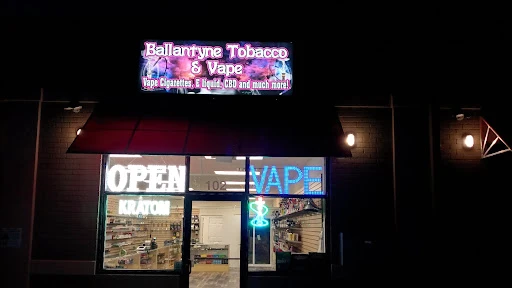 Ballantyne Tobacco
& Vape
Vape Cigarettes, E Liquid, CBD and much more!
OPEN
102
VAPE
KRATOM